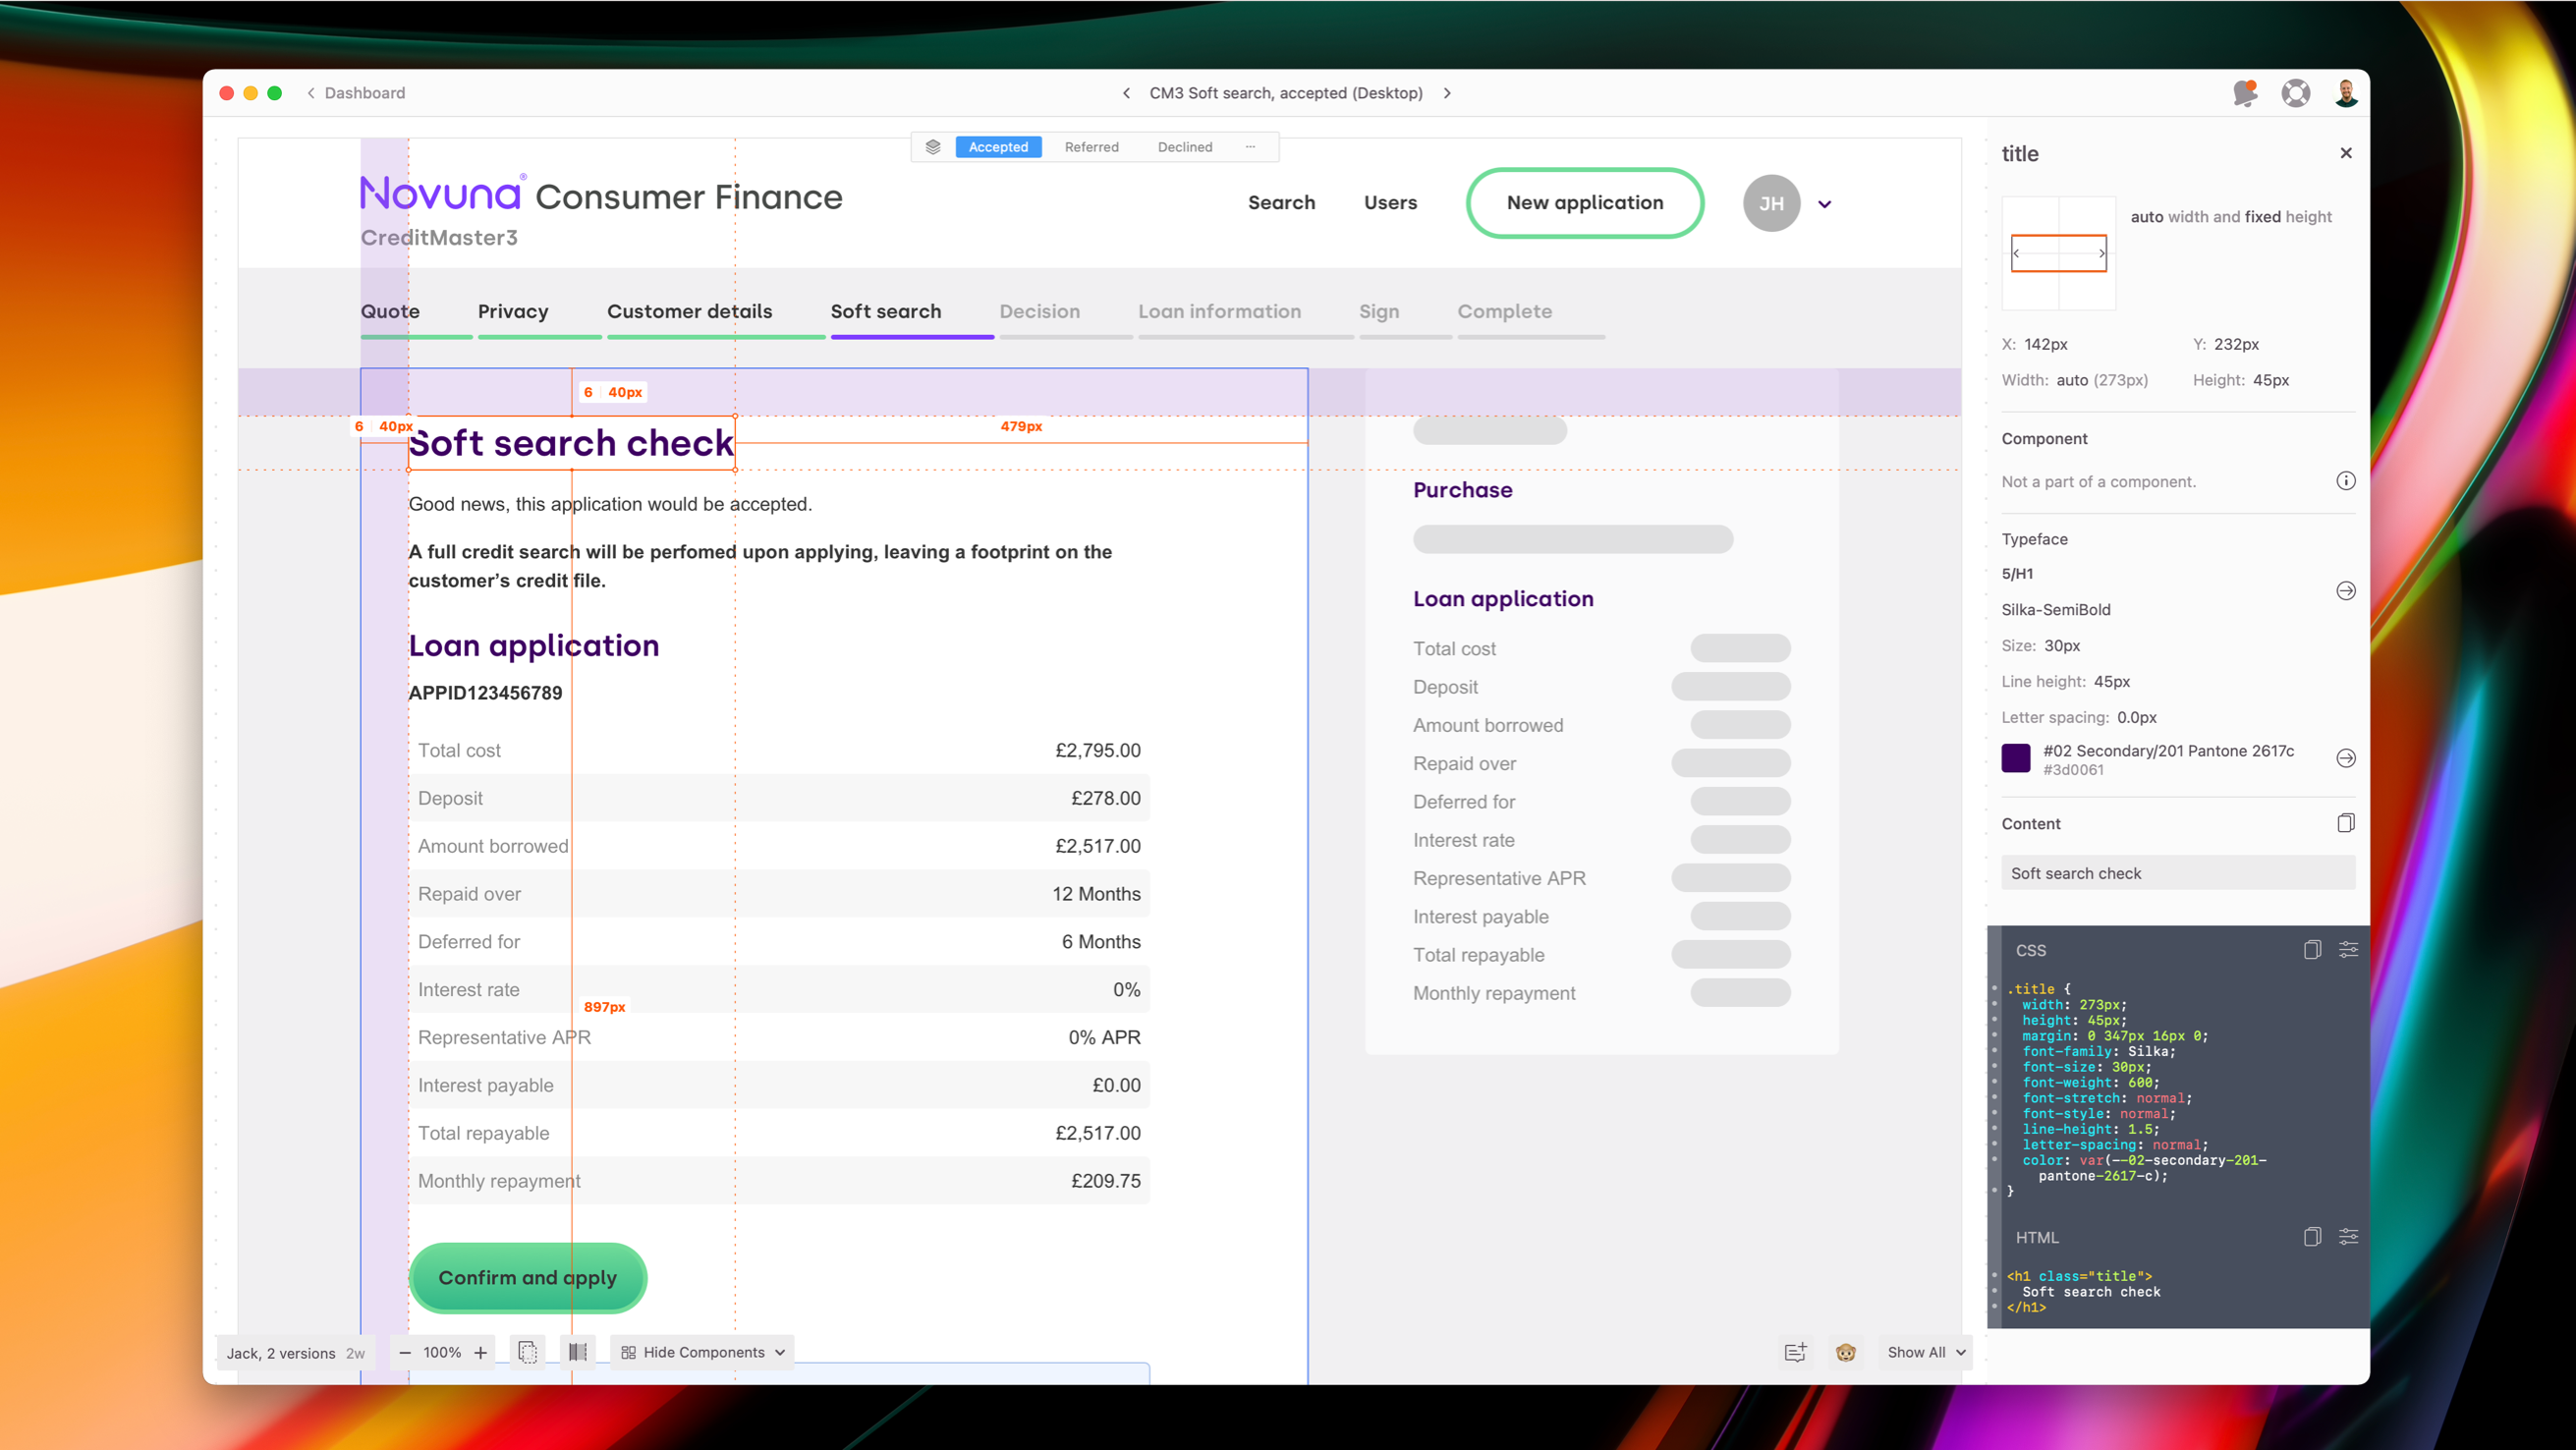 Dashboard
CM3 Soft search, accepted (Desktop)
Accepted
Referred
Declined
Novuna® Consumer Finance
CreditMaster3
Search
Users
New application
JH
Quote
Privacy
Customer details
Soft search
Decision
Loan information
Sign
Complete
6 40px
6 40px
479px
Soft search check
Good news, this application would be accepted.
A full credit search will be perfomed upon applying, leaving a footprint on the
customer’s credit file.
Loan application
APPID123456789
Total cost £2,795.00
Deposit £278.00
Amount borrowed £2,517.00
Repaid over 12 Months
Deferred for 6 Months
Interest rate 0%
897px
Representative APR 0% APR
Interest payable £0.00
Total repayable £2,517.00
Monthly repayment £209.75
Confirm and apply
Purchase
Loan application
Total cost
Deposit
Amount borrowed
Repaid over
Deferred for
Interest rate
Representative APR
Interest payable
Total repayable
Monthly repayment
Jack, 2 versions 2w
100%
Hide Components
Show All
title
auto width and fixed height
X: 142px
Y: 232px
Width: auto (273px)
Height: 45px
Component
Not a part of a component.
Typeface
5/H1
Silka-SemiBold
Size: 30px
Line height: 45px
Letter spacing: 0.0px
#02 Secondary/201 Pantone 2617c
#3d0061
Content
Soft search check
CSS
.title {
width: 273px;
height: 45px;
margin: 0 347px 16px 0;
font-family: Silka;
font-size: 30px;
font-weight: 600;
font-stretch: normal;
font-style: normal;
line-height: 1.5;
letter-spacing: normal;
color: var(--02-secondary-201-
pantone-2617-c);
}
HTML
<h1 class="title">
Soft search check
</h1>